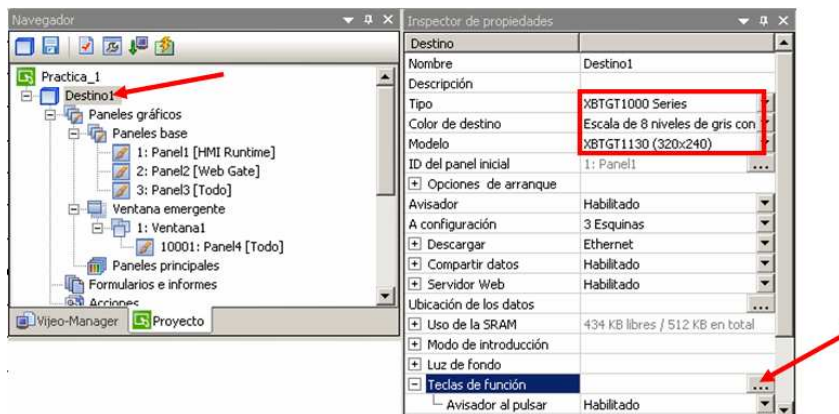 Navegador
Practica_1
Destino1
Paneles gráficos
Paneles base
1: Panel1 [HMI Runtime]
2: Panel2 [Web Gate]
3: Panel3 [Todo]
Ventana emergente
1: Ventana1
10001: Panel4 [Todo]
Paneles principales
Formularios e informes
Acciones
Vijeo-Manager Proyecto
Inspector de propiedades
Destino
Nombre Destino1
Descripción
Tipo XBTGT1000 Series
Color de destino Escala de 8 niveles de gris con
Modelo XBTGT1130 (320x240)
ID del panel inicial 1: Panel1 ...
Opciones de arranque
Avisador Habilitado
A configuración 3 Esquinas
Descargar Ethernet
Compartir datos Habilitado
Servidor Web Habilitado
Ubicación de los datos ...
Uso de la SRAM 434 KB libres / 512 KB en total
Modo de introducción
Luz de fondo
Teclas de función ...
Avisador al pulsar Habilitado